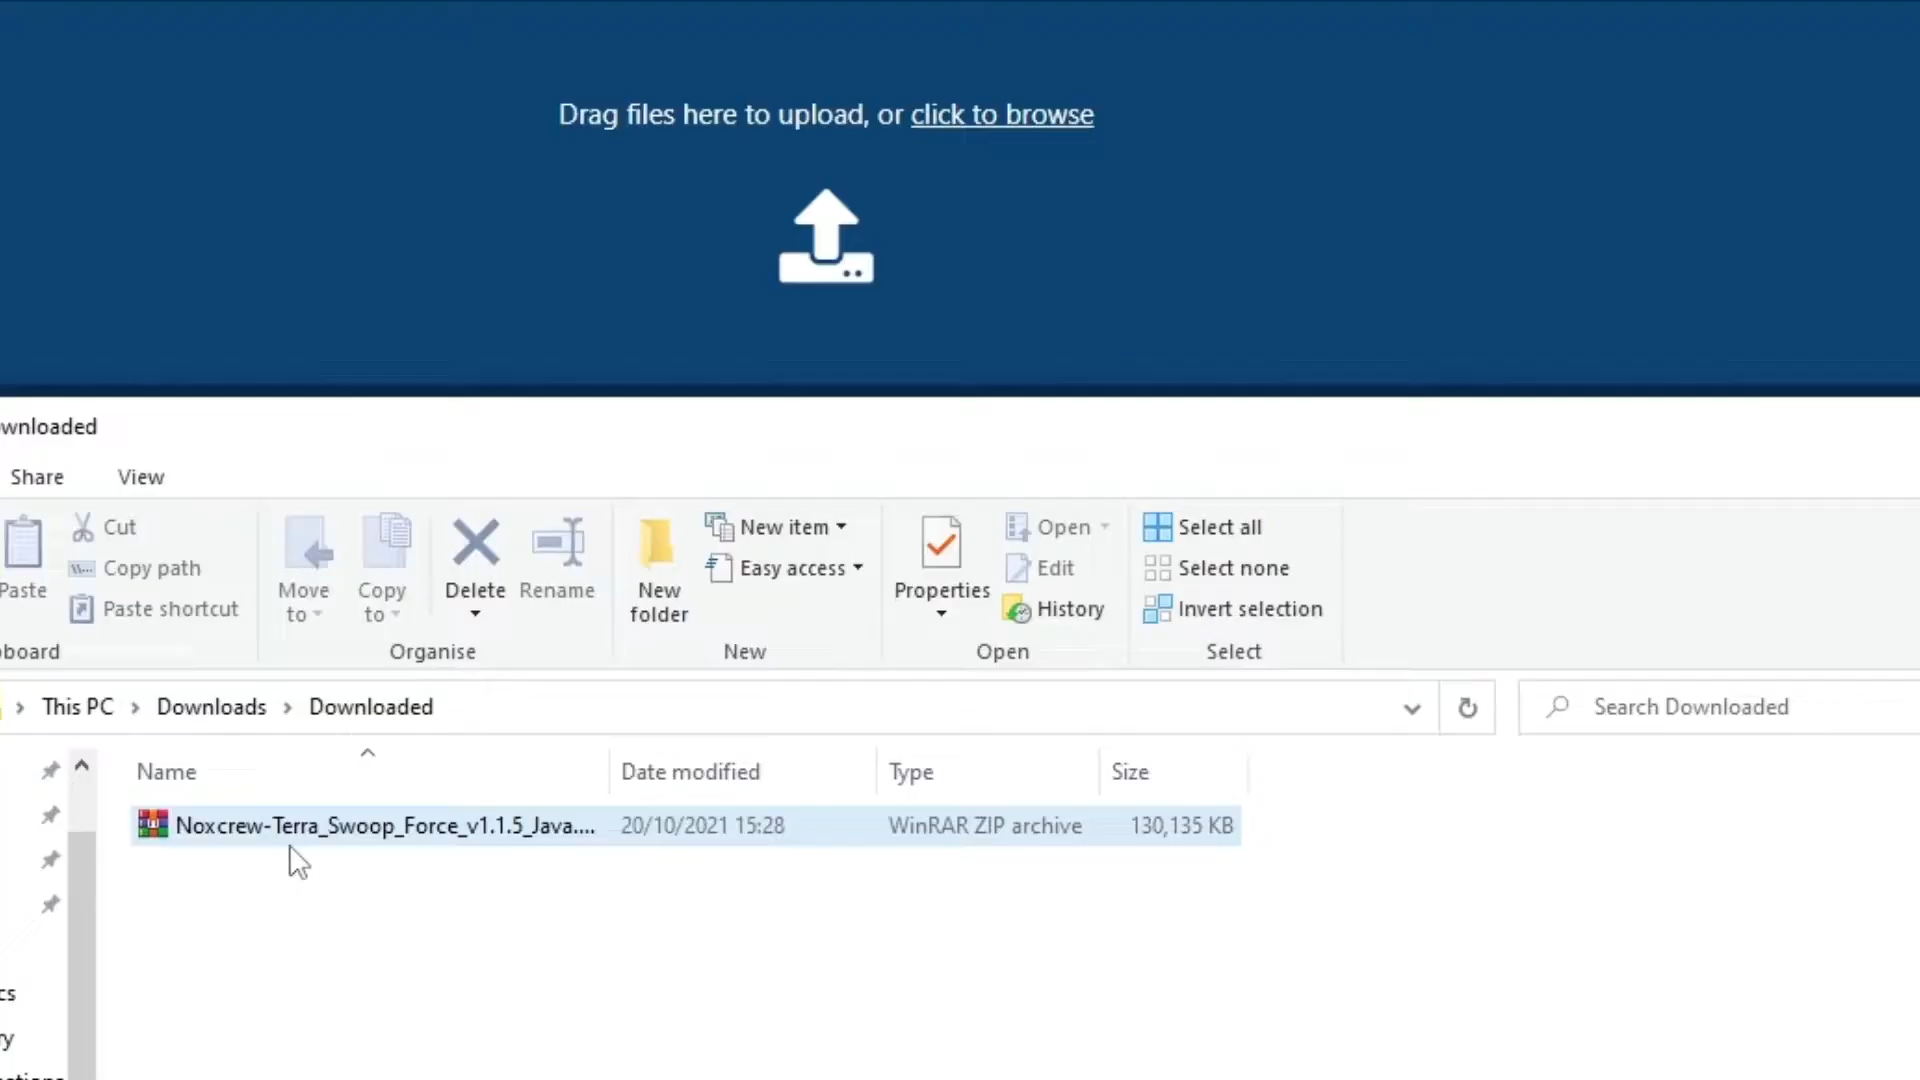 Drag files here to upload, or click to browse
ownloaded
Share View
Paste
Cut
Copy path
Paste shortcut
board
Move to
Copy to
Delete
Rename
Organise
New folder
New item
Easy access
New
Properties
Open
Edit
History
Open
Select all
Select none
Invert selection
Select
This PC > Downloads > Downloaded
Search Downloaded
Name Date modified Type Size
Noxcrew-Terra_Swoop_Force_v1.1.5_Java.... 20/10/2021 15:28 WinRAR ZIP archive 130,135 KB
cs
ry